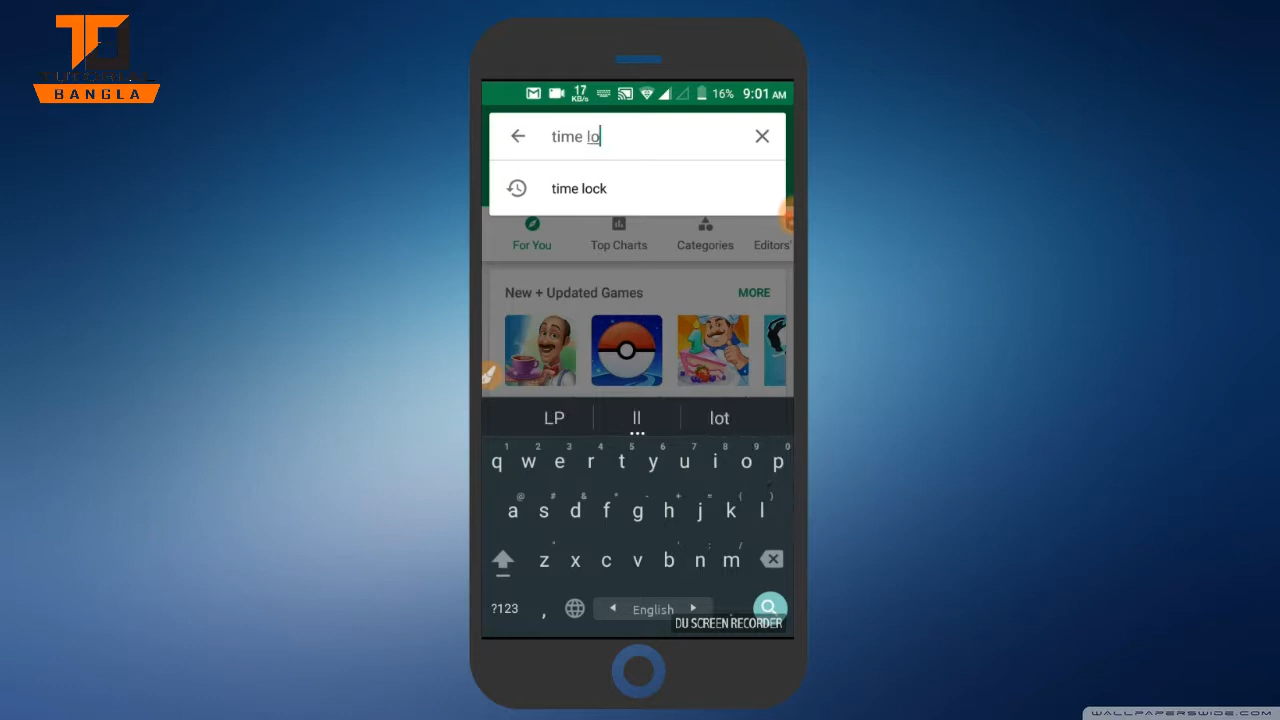 TUTORIAL
BANGLA
17
KB/s
16% 9:01 AM
time lo
time lock
For You
Top Charts
Categories
Editors'
New + Updated Games
MORE
LP
ll
lot
1 2 3 4 5 6 7 8 9 0
q w e r t y u i o p
@ # & * - + = ( )
a s d f g h j k l
z x c v b n m
?123 , English
DU SCREEN RECORDER
WALLPAPERSWIDE.COM